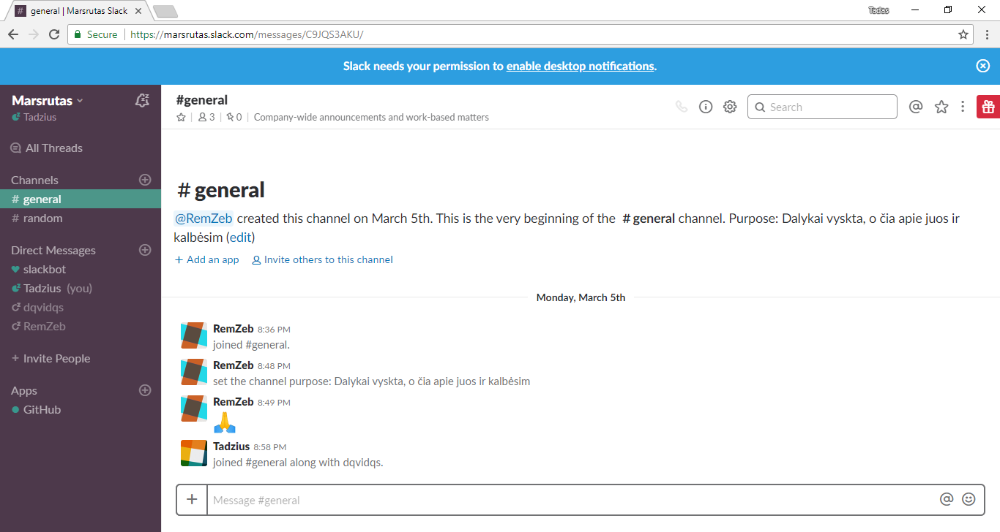 general | Marsrutas Slack
Tadas
Secure
https://marsrutas.slack.com/messages/C9JQS3AKU/
Slack needs your permission to enable desktop notifications.
Marsrutas
Tadzius
All Threads
Channels
# general
# random
Direct Messages
slackbot
Tadzius (you)
dqvidqs
RemZeb
+ Invite People
Apps
GitHub
#general
3
0
Company-wide announcements and work-based matters
Search
# general
@RemZeb created this channel on March 5th. This is the very beginning of the # general channel. Purpose: Dalykai vyskta, o čia apie juos ir
kalbėsim (edit)
+ Add an app
Invite others to this channel
Monday, March 5th
RemZeb 8:36 PM
joined #general.
RemZeb 8:48 PM
set the channel purpose: Dalykai vyskta, o čia apie juos ir kalbėsim
RemZeb 8:49 PM
Tadzius 8:58 PM
joined #general along with dqvidqs.
Message #general